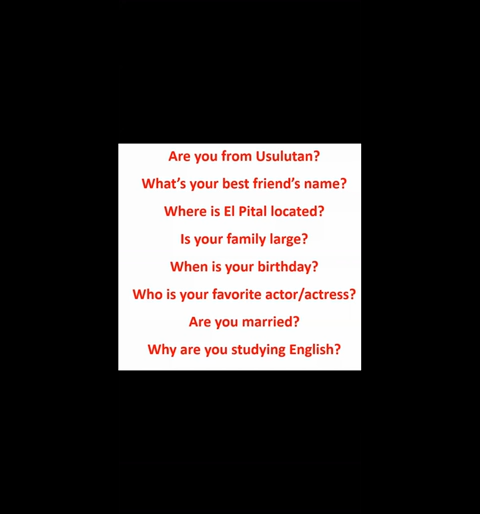 Are you from Usulutan?
What's your best friend's name?
Where is El Pital located?
Is your family large?
When is your birthday?
Who is your favorite actor/actress?
Are you married?
Why are you studying English?